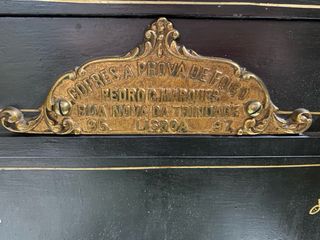 COFRES A PROVA DE FOGO
PEDRO C. MARQUES
RUA NOVA DA TRINDADE
95 LISBOA 97